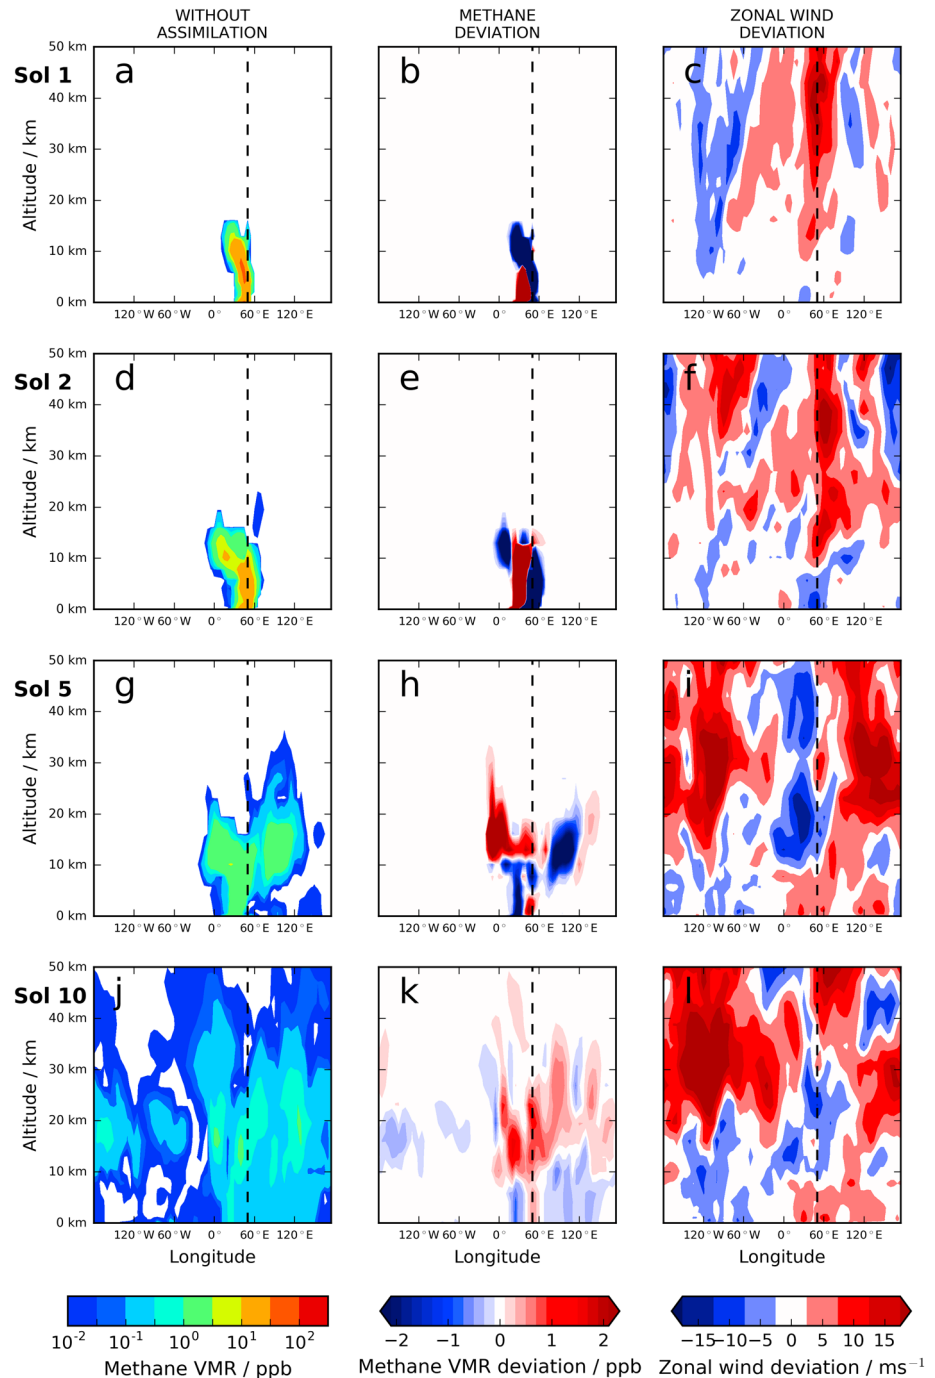 WITHOUT
ASSIMILATION
METHANE
DEVIATION
ZONAL WIND
DEVIATION
Sol 1
a
b
c
50 km
40 km
30 km
20 km
10 km
0 km
Altitude / km
120°W 60°W 0° 60°E 120°E
120°W 60°W 0° 60°E 120°E
120°W 60°W 0° 60°E 120°E
Sol 2
d
e
f
50 km
40 km
30 km
20 km
10 km
0 km
Altitude / km
120°W 60°W 0° 60°E 120°E
120°W 60°W 0° 60°E 120°E
120°W 60°W 0° 60°E 120°E
Sol 5
g
h
i
50 km
40 km
30 km
20 km
10 km
0 km
Altitude / km
120°W 60°W 0° 60°E 120°E
120°W 60°W 0° 60°E 120°E
120°W 60°W 0° 60°E 120°E
Sol 10
j
k
l
50 km
40 km
30 km
20 km
10 km
0 km
Altitude / km
120°W 60°W 0° 60°E 120°E
120°W 60°W 0° 60°E 120°E
120°W 60°W 0° 60°E 120°E
Longitude
Longitude
Longitude
10⁻² 10⁻¹ 10⁰ 10¹ 10²
Methane VMR / ppb
−2 −1 0 1 2
Methane VMR deviation / ppb
−15 −10 −5 0 5 10 15
Zonal wind deviation / ms⁻¹